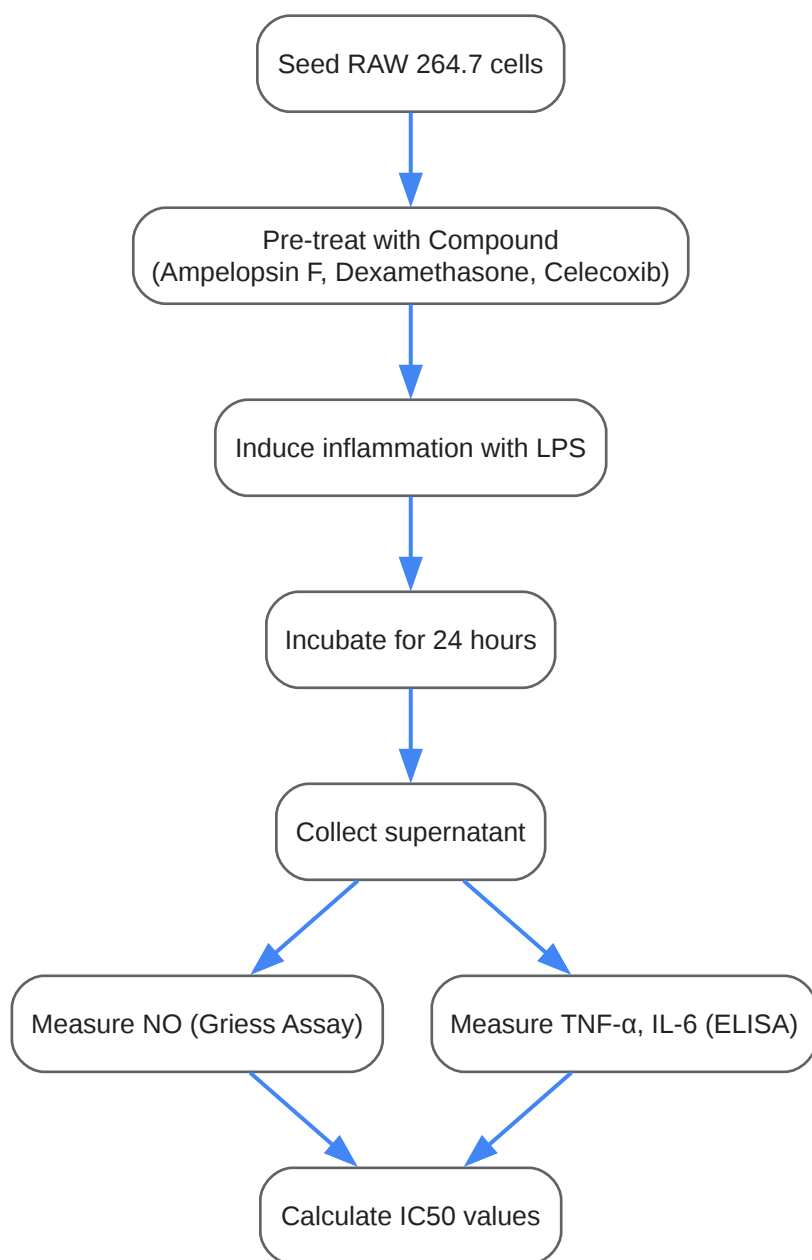 Seed RAW 264.7 cells
Pre-treat with Compound
(Ampelopsin F, Dexamethasone, Celecoxib)
Induce inflammation with LPS
Incubate for 24 hours
Collect supernatant
Measure NO (Griess Assay)
Measure TNF-α, IL-6 (ELISA)
Calculate IC50 values